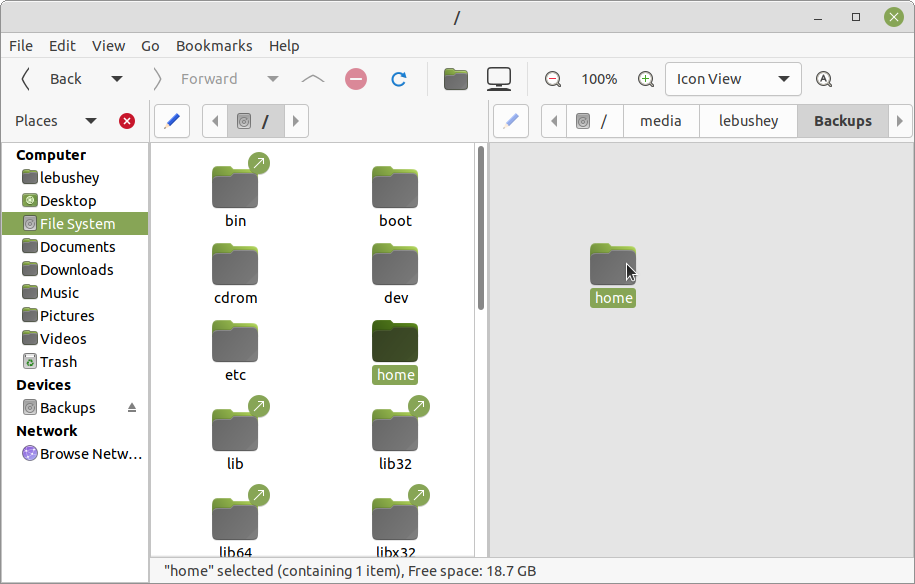 /
File Edit View Go Bookmarks Help
Back Forward 100% Icon View A
Places / / media lebushey Backups
Computer
lebushey
Desktop
File System
Documents
Downloads
Music
Pictures
Videos
Trash
Devices
Backups
Network
Browse Netw...
bin boot
cdrom dev
etc home
lib lib32
lib64 libx32
home
"home" selected (containing 1 item), Free space: 18.7 GB